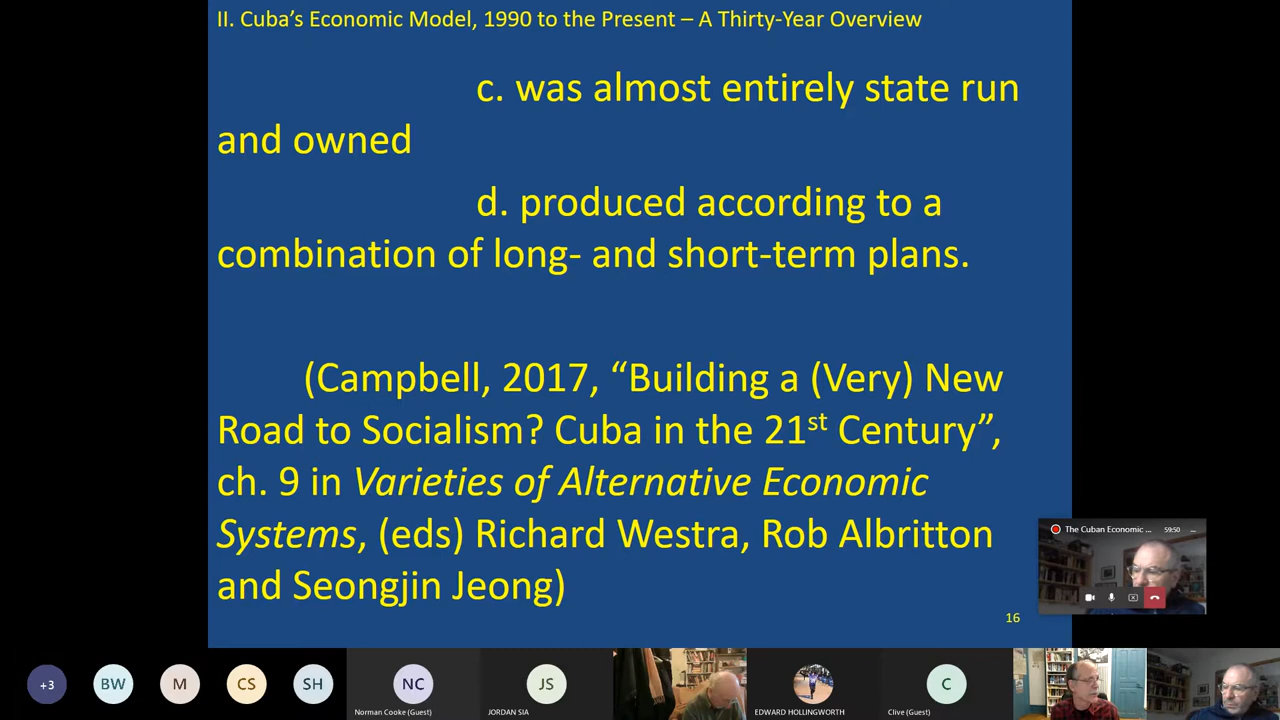 II. Cuba’s Economic Model, 1990 to the Present – A Thirty-Year Overview
c. was almost entirely state run
and owned
d. produced according to a
combination of long- and short-term plans.
(Campbell, 2017, “Building a (Very) New
Road to Socialism? Cuba in the 21st Century”,
ch. 9 in Varieties of Alternative Economic
Systems, (eds) Richard Westra, Rob Albritton
and Seongjin Jeong)
16
The Cuban Economic ... 59:50 ...
+3 BW M CS SH NC JS C
Norman Cooke (Guest) JORDAN SIA EDWARD HOLLINGWORTH Clive (Guest)